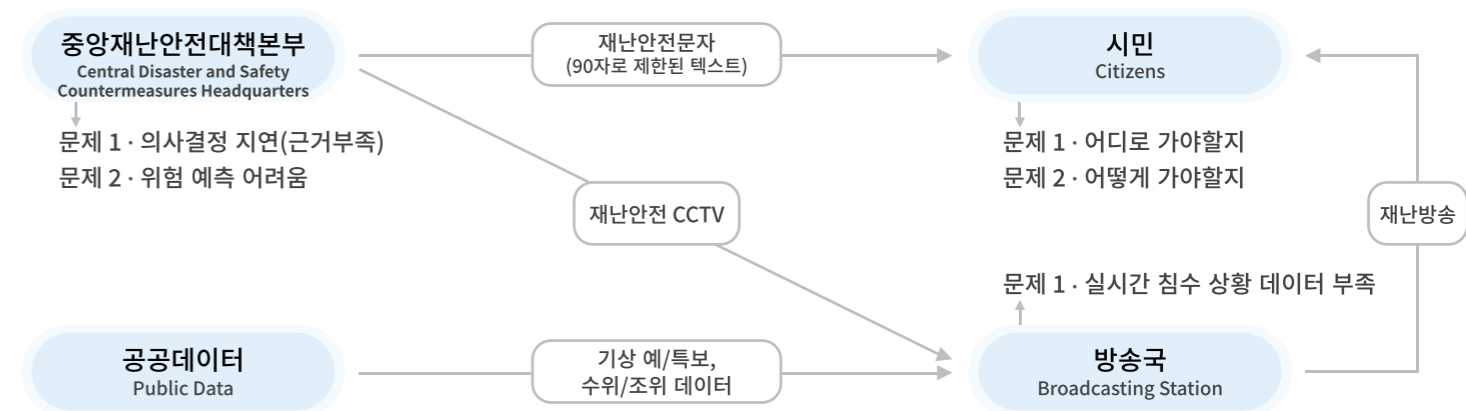 중앙재난안전대책본부
Central Disaster and Safety
Countermeasures Headquarters
문제 1 · 의사결정 지연(근거부족)
문제 2 · 위험 예측 어려움
재난안전문자
(90자로 제한된 텍스트)
시민
Citizens
문제 1 · 어디로 가야할지
문제 2 · 어떻게 가야할지
재난안전 CCTV
재난방송
문제 1 · 실시간 침수 상황 데이터 부족
공공데이터
Public Data
기상 예/특보,
수위/조위 데이터
방송국
Broadcasting Station